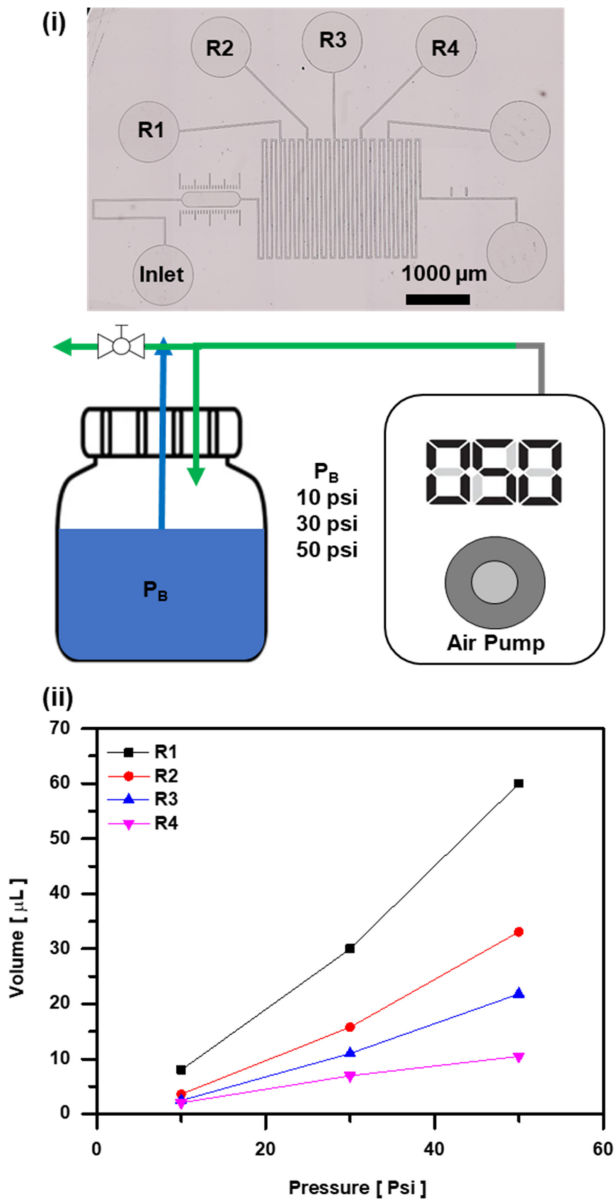 (i)
R2
R3
R4
R1
Inlet
1000 µm
P_B
10 psi
30 psi
50 psi
050
P_B
Air Pump
(ii)
R1
R2
R3
R4
70
60
50
40
30
20
10
0
Volume [ µL ]
0 20 40 60
Pressure [ Psi ]